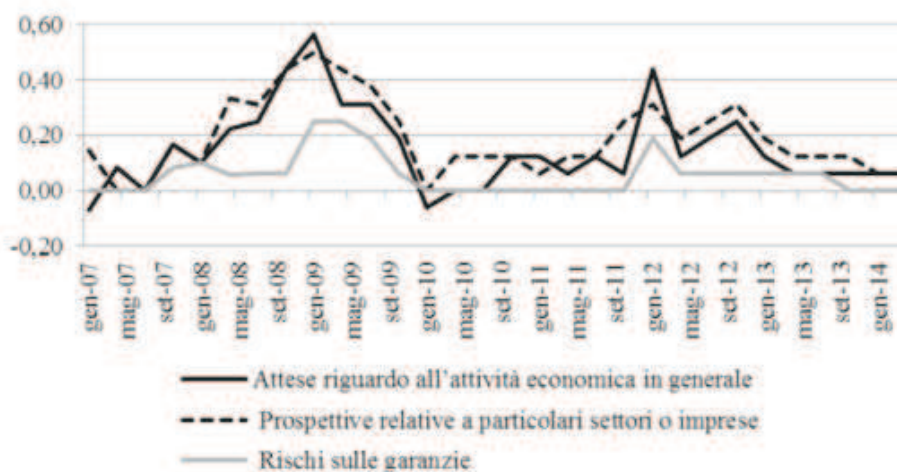 0,60
0,40
0,20
0,00
-0,20
gen-07
mag-07
set-07
gen-08
mag-08
set-08
gen-09
mag-09
set-09
gen-10
mag-10
set-10
gen-11
mag-11
set-11
gen-12
mag-12
set-12
gen-13
mag-13
set-13
gen-14
Attese riguardo all'attività economica in generale
Prospettive relative a particolari settori o imprese
Rischi sulle garanzie